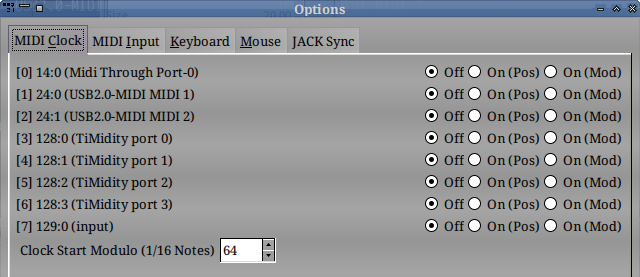 Options
MIDI Clock MIDI Input Keyboard Mouse JACK Sync
[0] 14:0 (Midi Through Port-0) Off On (Pos) On (Mod)
[1] 24:0 (USB2.0-MIDI MIDI 1) Off On (Pos) On (Mod)
[2] 24:1 (USB2.0-MIDI MIDI 2) Off On (Pos) On (Mod)
[3] 128:0 (TiMidity port 0) Off On (Pos) On (Mod)
[4] 128:1 (TiMidity port 1) Off On (Pos) On (Mod)
[5] 128:2 (TiMidity port 2) Off On (Pos) On (Mod)
[6] 128:3 (TiMidity port 3) Off On (Pos) On (Mod)
[7] 129:0 (input) Off On (Pos) On (Mod)
Clock Start Modulo (1/16 Notes) 64